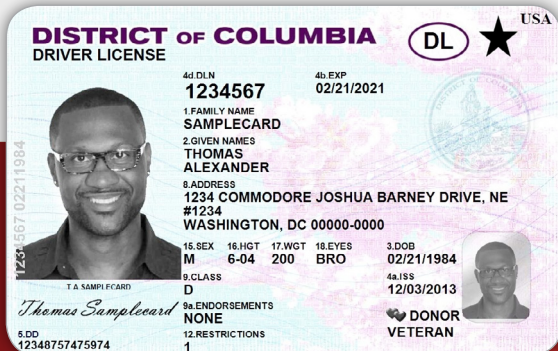 USA
DISTRICT OF COLUMBIA
DRIVER LICENSE
DL
4d.DLN 4b.EXP
1234567 02/21/2021
1.FAMILY NAME
SAMPLECARD
2.GIVEN NAMES
THOMAS
ALEXANDER
8.ADDRESS
1234 COMMODORE JOSHUA BARNEY DRIVE, NE
#1234
WASHINGTON, DC 00000-0000
15.SEX 16.HGT 17.WGT 18.EYES 3.DOB
M 6-04 200 BRO 02/21/1984
9.CLASS 4a.ISS
D 12/03/2013
9a.ENDORSEMENTS
NONE
DONOR
VETERAN
12.RESTRICTIONS
1
1234567 02211984
T.A.SAMPLECARD
Thomas Samplecard
5.DD
12348757475974